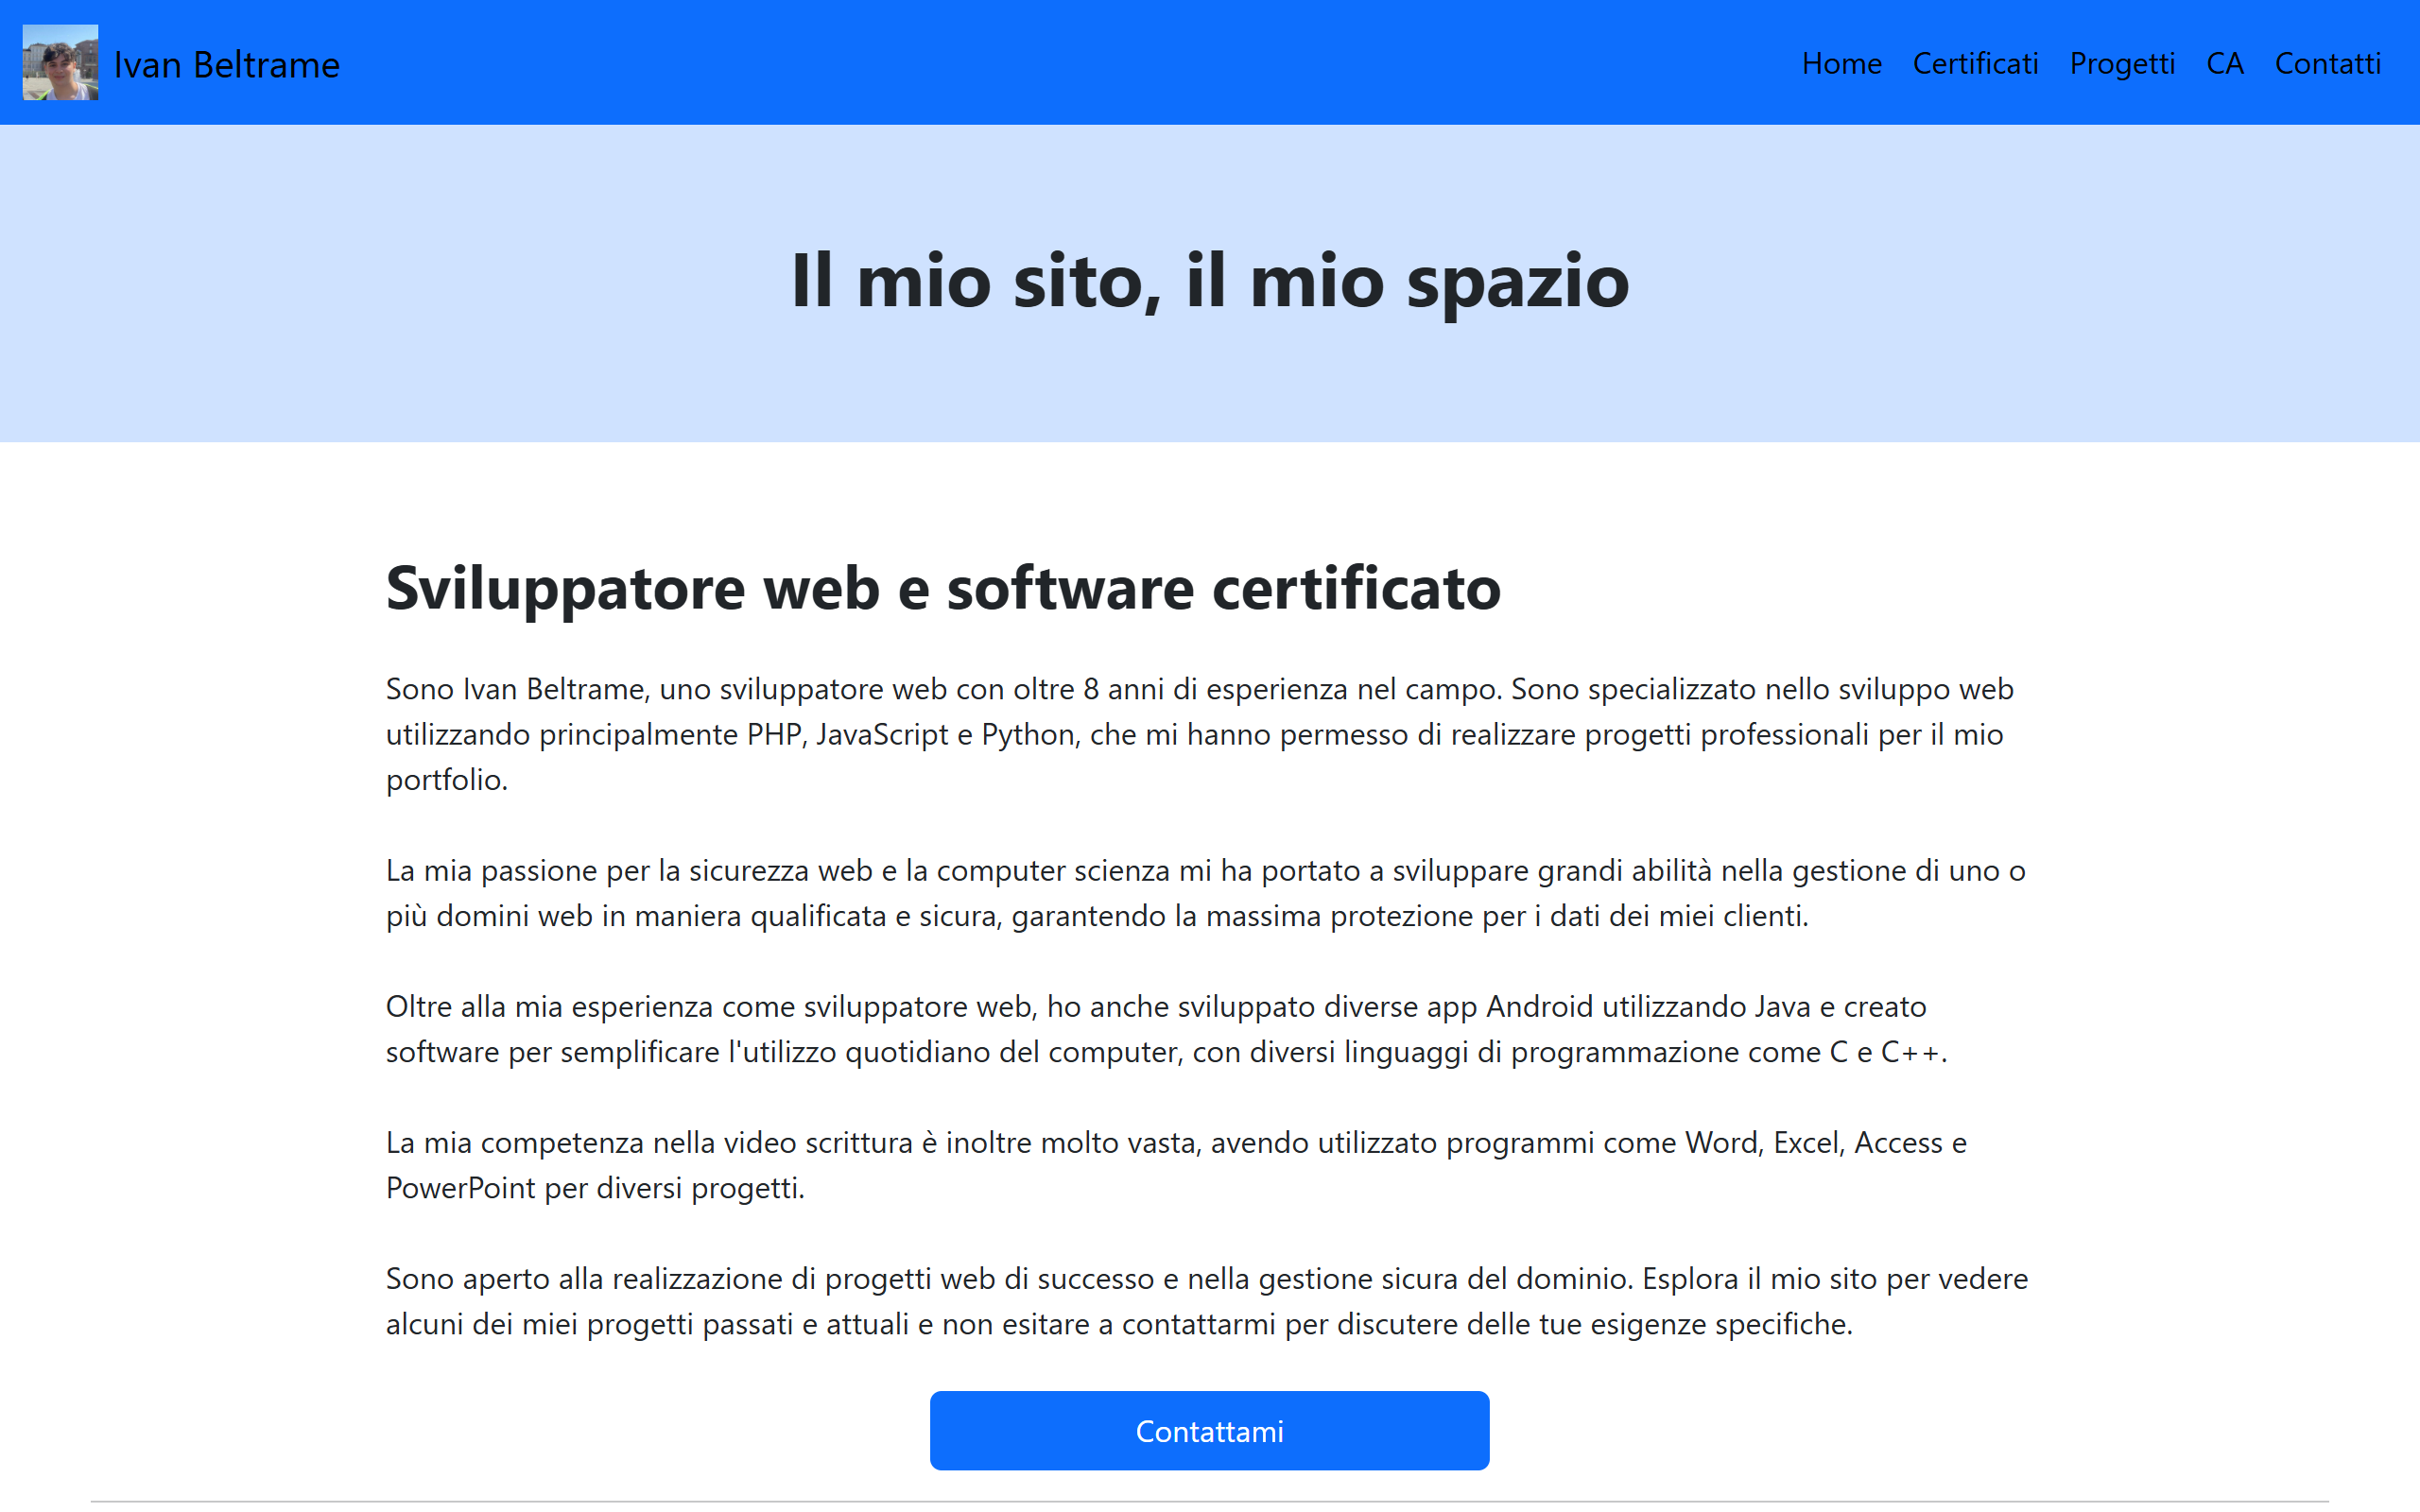 Ivan Beltrame
Home Certificati Progetti CA Contatti
Il mio sito, il mio spazio
Sviluppatore web e software certificato
Sono Ivan Beltrame, uno sviluppatore web con oltre 8 anni di esperienza nel campo. Sono specializzato nello sviluppo web
utilizzando principalmente PHP, JavaScript e Python, che mi hanno permesso di realizzare progetti professionali per il mio
portfolio.
La mia passione per la sicurezza web e la computer scienza mi ha portato a sviluppare grandi abilità nella gestione di uno o
più domini web in maniera qualificata e sicura, garantendo la massima protezione per i dati dei miei clienti.
Oltre alla mia esperienza come sviluppatore web, ho anche sviluppato diverse app Android utilizzando Java e creato
software per semplificare l'utilizzo quotidiano del computer, con diversi linguaggi di programmazione come C e C++.
La mia competenza nella video scrittura è inoltre molto vasta, avendo utilizzato programmi come Word, Excel, Access e
PowerPoint per diversi progetti.
Sono aperto alla realizzazione di progetti web di successo e nella gestione sicura del dominio. Esplora il mio sito per vedere
alcuni dei miei progetti passati e attuali e non esitare a contattarmi per discutere delle tue esigenze specifiche.
Contattami